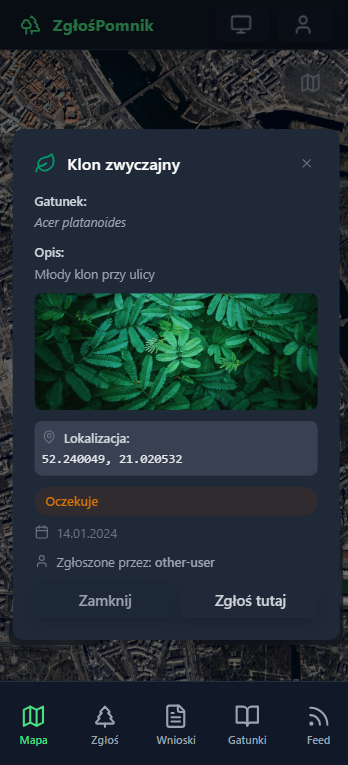 ZgłośPomnik
Klon zwyczajny
Gatunek:
Acer platanoides
Opis:
Młody klon przy ulicy
Lokalizacja:
52.240049, 21.020532
Oczekuje
14.01.2024
Zgłoszone przez: other-user
Zamknij Zgłoś tutaj
Mapa Zgłoś Wnioski Gatunki Feed